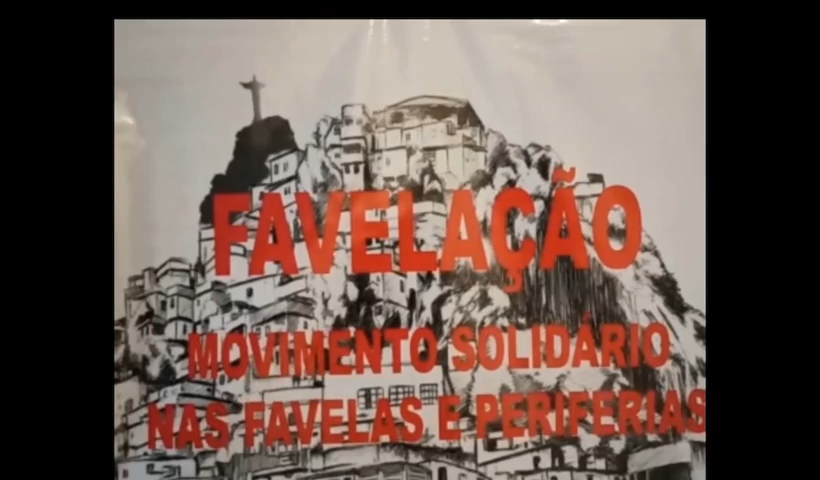 FAVELAÇÃO
MOVIMENTO SOLIDÁRIO
NAS FAVELAS E PERIFERIAS